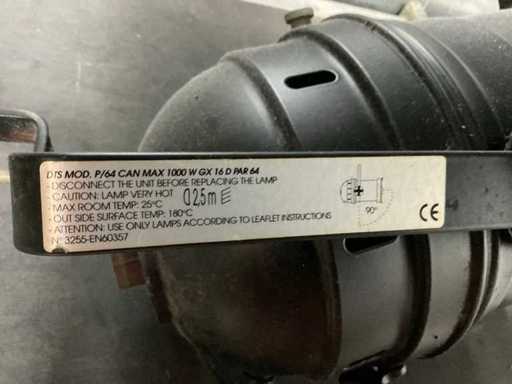 DTS MOD. P/64 CAN MAX 1000 W GX 16 D PAR 64
- DISCONNECT THE UNIT BEFORE REPLACING THE LAMP
- CAUTION: LAMP VERY HOT 0,25m E
- MAX ROOM TEMP: 25°C
- OUT SIDE SURFACE TEMP: 180°C
- ATTENTION: USE ONLY LAMPS ACCORDING TO LEAFLET INSTRUCTIONS
N° 3255-EN60357
90°
CE